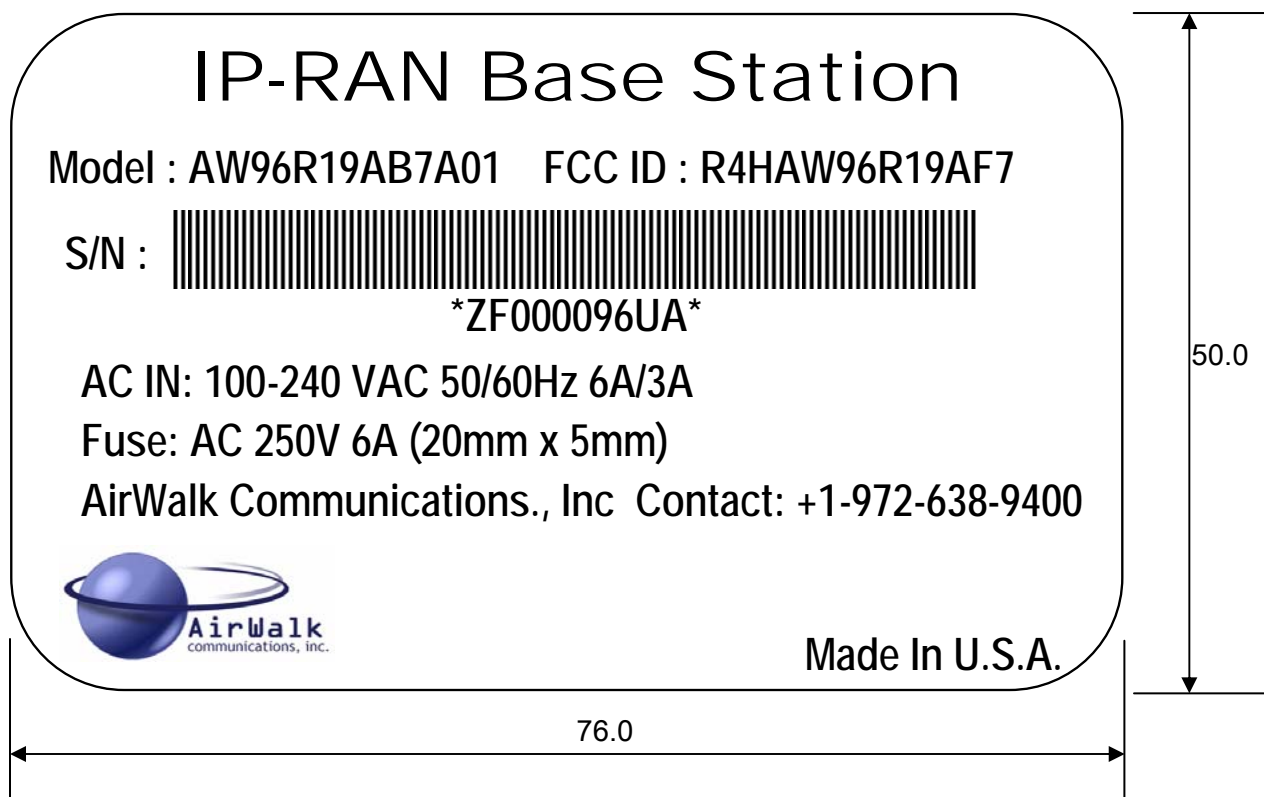 IP-RAN Base Station
Model : AW96R19AB7A01 FCC ID : R4HAW96R19AF7
S/N :
*ZF000096UA*
50.0
AC IN: 100-240 VAC 50/60Hz 6A/3A
Fuse: AC 250V 6A (20mm x 5mm)
AirWalk Communications., Inc Contact: +1-972-638-9400
AirWalk
communications, inc.
Made In U.S.A.
76.0